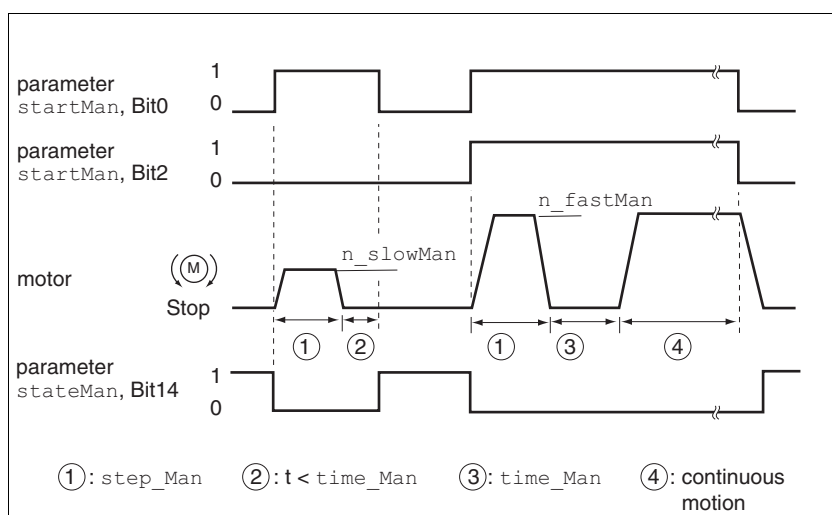 parameter 1
startMan, Bit0 0
parameter 1
startMan, Bit2 0
n_fastMan
n_slowMan
motor M
Stop
1 2 1 3 4
parameter 1
stateMan, Bit14 0
1: step_Man 2: t < time_Man 3: time_Man 4: continuous
motion